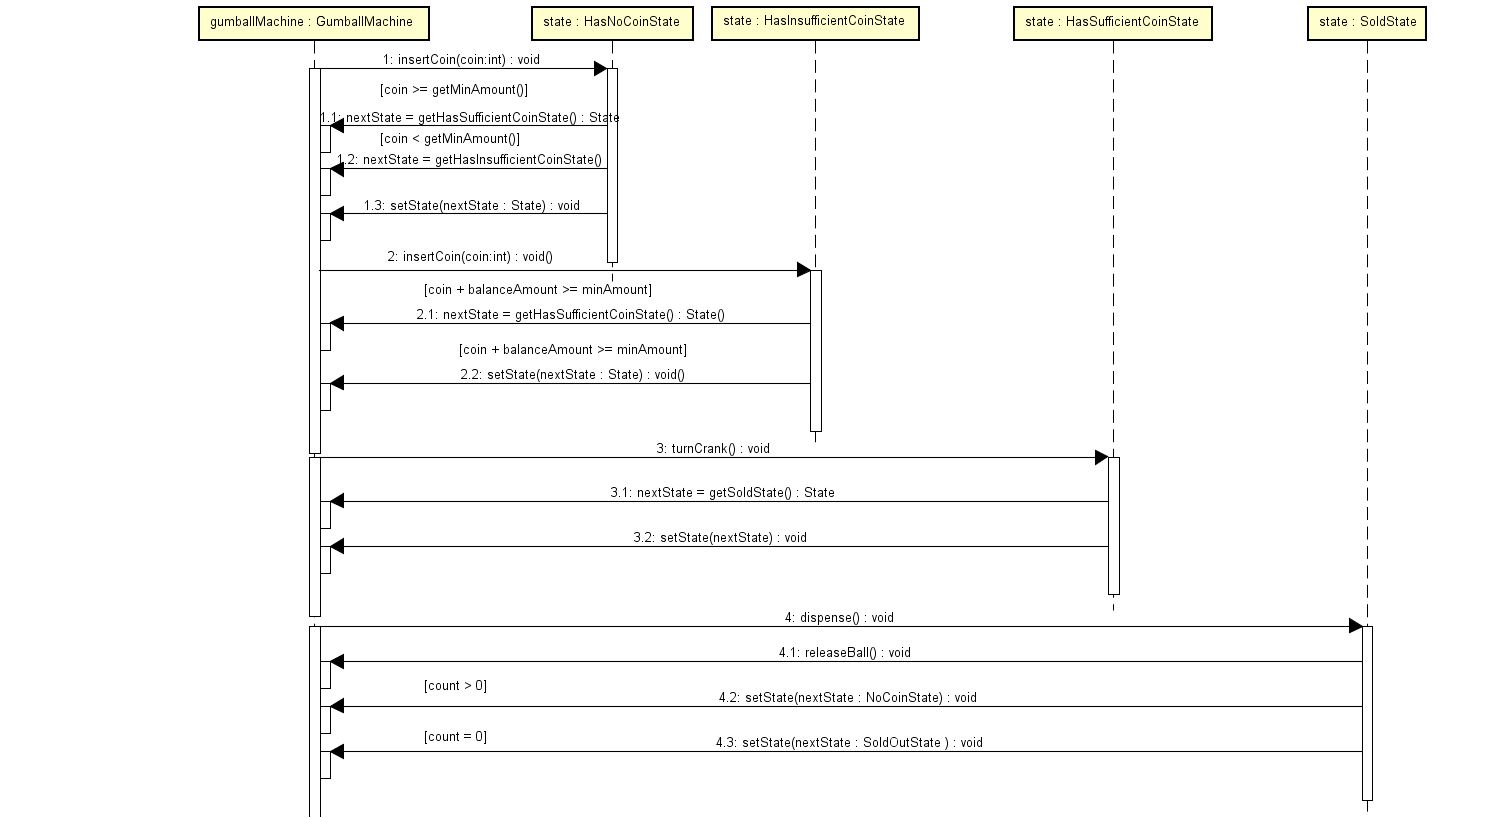 gumballMachine : GumballMachine
state : HasNoCoinState
state : HasInsufficientCoinState
state : HasSufficientCoinState
state : SoldState
1: insertCoin(coin:int) : void
[coin >= getMinAmount()]
1.1: nextState = getHasSufficientCoinState() : State
[coin < getMinAmount()]
1.2: nextState = getHasInsufficientCoinState()
1.3: setState(nextState : State) : void
2: insertCoin(coin:int) : void()
[coin + balanceAmount >= minAmount]
2.1: nextState = getHasSufficientCoinState() : State()
[coin + balanceAmount >= minAmount]
2.2: setState(nextState : State) : void()
3: turnCrank() : void
3.1: nextState = getSoldState() : State
3.2: setState(nextState) : void
4: dispense() : void
4.1: releaseBall() : void
[count > 0]
4.2: setState(nextState : NoCoinState) : void
[count = 0]
4.3: setState(nextState : SoldOutState ) : void